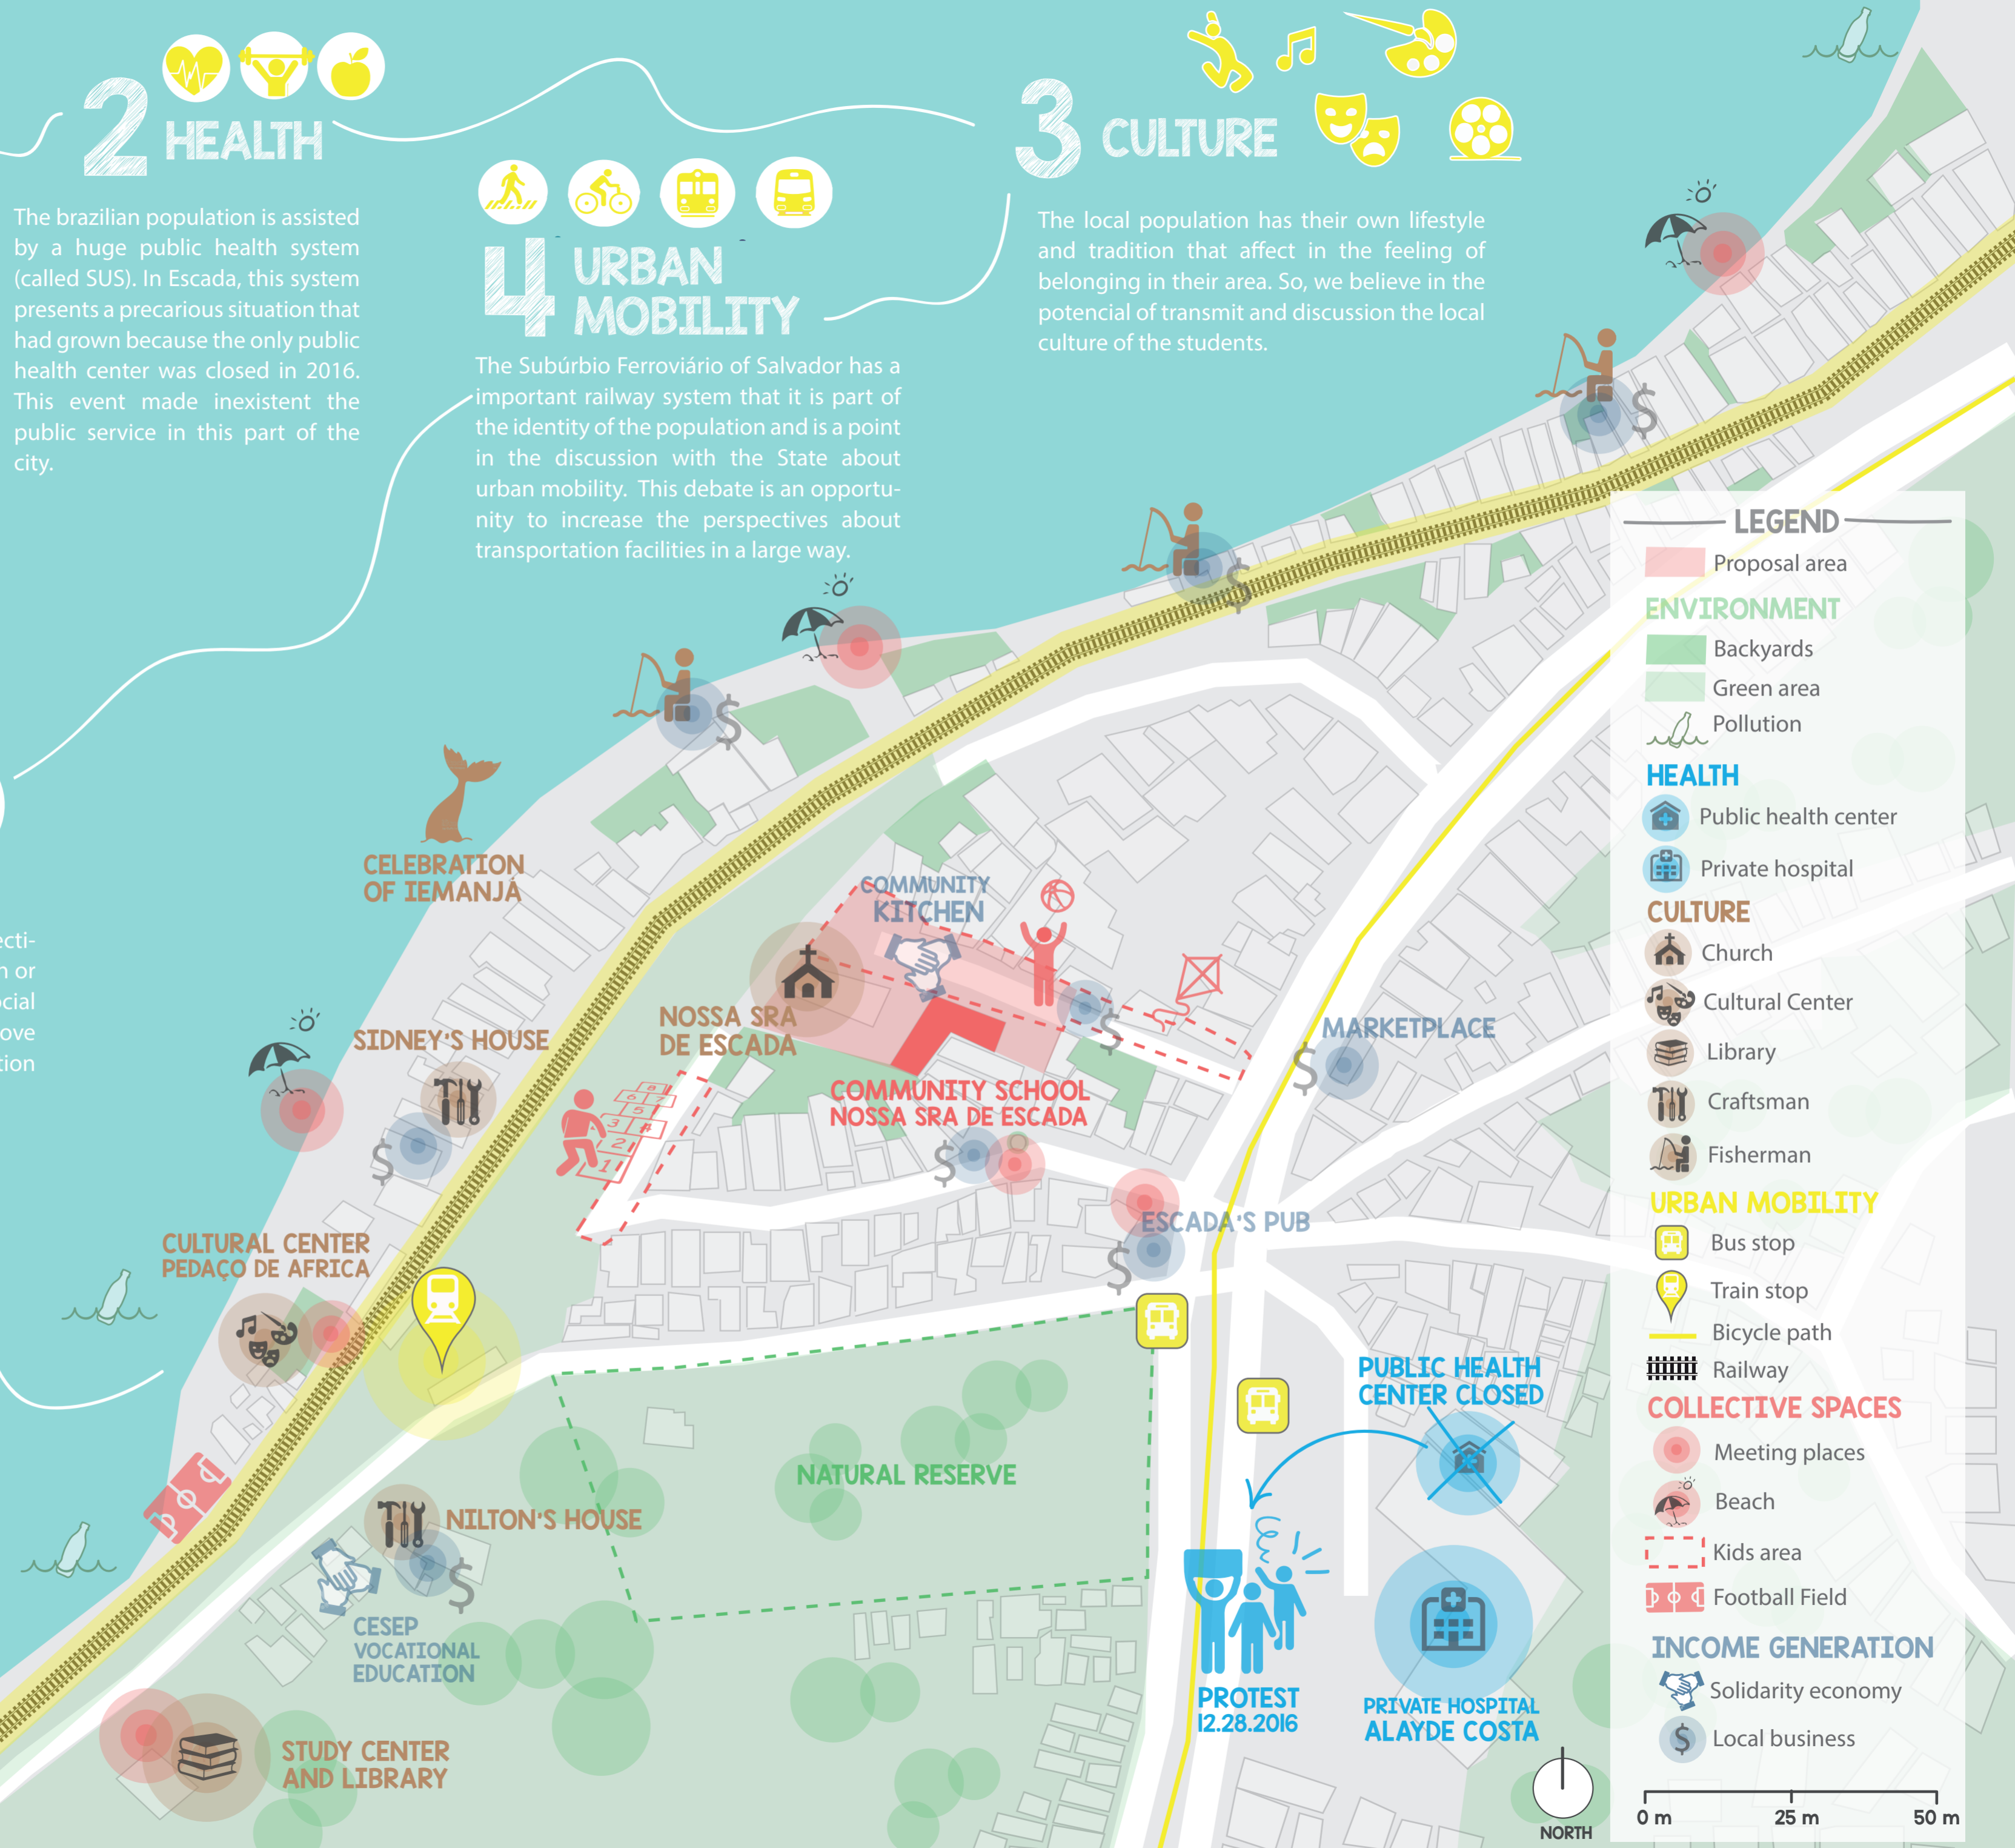 2
HEALTH
The brazilian population is assisted
by a huge public health system
(called SUS). In Escada, this system
presents a precarious situation that
had grown because the only public
health center was closed in 2016.
This event made inexistent the
public service in this part of the
city.
4 URBAN
MOBILITY
The Subúrbio Ferroviário of Salvador has a
important railway system that it is part of
the identity of the population and is a point
in the discussion with the State about
urban mobility. This debate is an opportu-
nity to increase the perspectives about
transportation facilities in a large way.
3 CULTURE
The local population has their own lifestyle
and tradition that affect in the feeling of
belonging in their area. So, we believe in the
potencial of transmit and discussion the local
culture of the students.
ecti-
n or
ocial
ove
tion
CELEBRATION
OF IEMANJÁ
COMMUNITY
KITCHEN
NOSSA SRA
DE ESCADA
SIDNEY'S HOUSE
COMMUNITY SCHOOL
NOSSA SRA DE ESCADA
MARKETPLACE
8
6 7
5
3 #
2
1
$
$
$
$
$
$
$
$
$
ESCADA'S PUB
CULTURAL CENTER
PEDAÇO DE AFRICA
NATURAL RESERVE
PUBLIC HEALTH
CENTER CLOSED
NILTON'S HOUSE
CESEP
VOCATIONAL
EDUCATION
PROTEST
12.28.2016
PRIVATE HOSPITAL
ALAYDE COSTA
STUDY CENTER
AND LIBRARY
NORTH
LEGEND
Proposal area
ENVIRONMENT
Backyards
Green area
Pollution
HEALTH
Public health center
Private hospital
CULTURE
Church
Cultural Center
Library
Craftsman
Fisherman
URBAN MOBILITY
Bus stop
Train stop
Bicycle path
Railway
COLLECTIVE SPACES
Meeting places
Beach
Kids area
Football Field
INCOME GENERATION
Solidarity economy
$ Local business
0 m 25 m 50 m